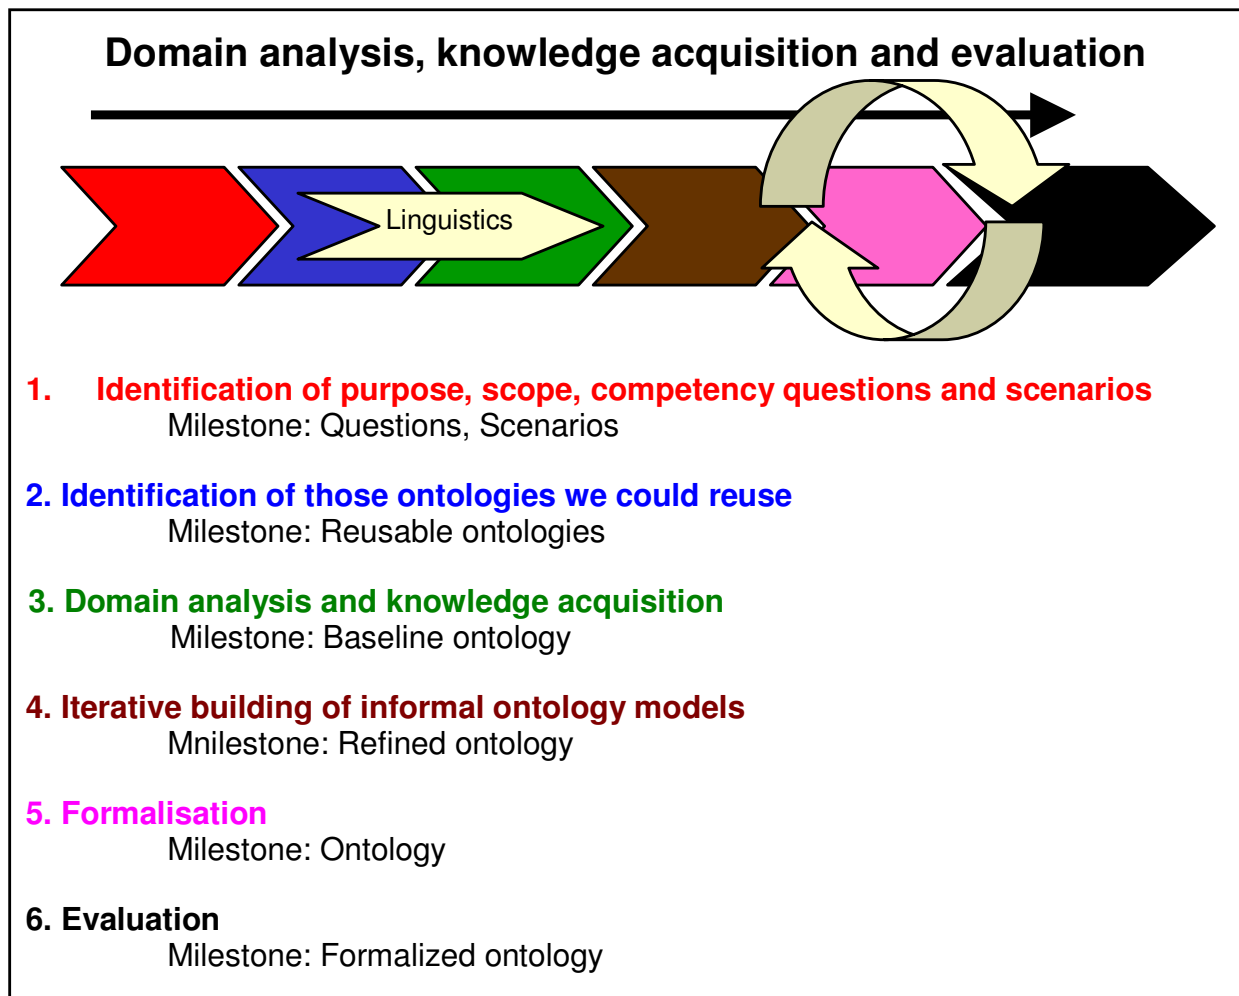 Domain analysis, knowledge acquisition and evaluation
Linguistics
1. Identification of purpose, scope, competency questions and scenarios
Milestone: Questions, Scenarios
2. Identification of those ontologies we could reuse
Milestone: Reusable ontologies
3. Domain analysis and knowledge acquisition
Milestone: Baseline ontology
4. Iterative building of informal ontology models
Mnilestone: Refined ontology
5. Formalisation
Milestone: Ontology
6. Evaluation
Milestone: Formalized ontology